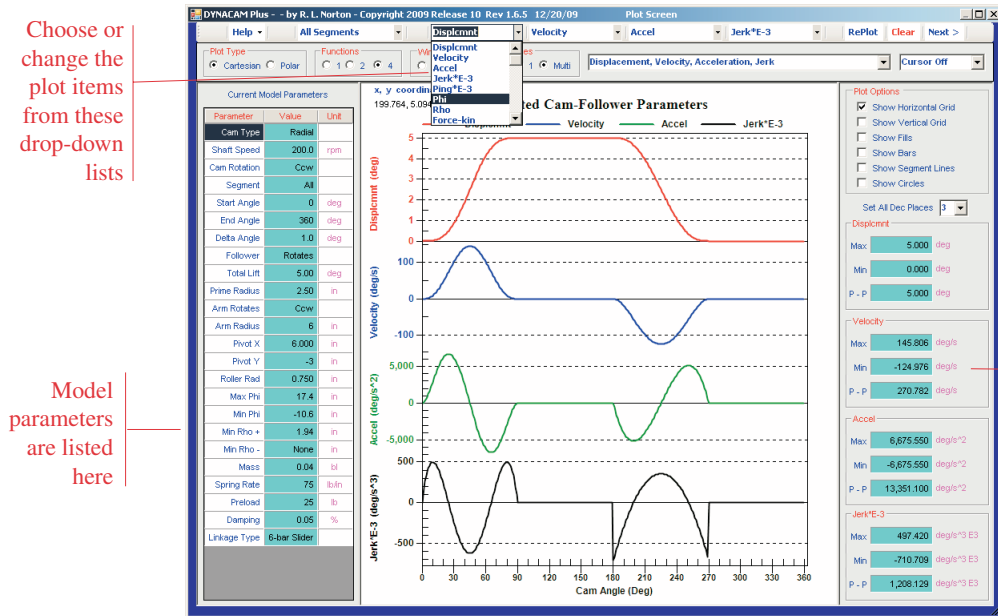 Choose or
change the
plot items
from these
drop-down
lists
Model
parameters
are listed
here
DYNACAM Plus - - by R. L. Norton - Copyright 2009 Release 10 Rev 1.6.5 12/20/09 Plot Screen
Help All Segments Displcmnt Velocity Accel Jerk*E-3 RePlot Clear Next >
Displcmnt
Velocity
Accel
Jerk*E-3
Ping*E-3
Phi
Rho
Force-kin
Plot Type
Cartesian Polar
Functions
1 2 4
1 Multi
Displacement, Velocity, Acceleration, Jerk
Cursor Off
Current Model Parameters
Parameter Value Unit
Cam Type Radial
Shaft Speed 200.0 rpm
Cam Rotation Ccw
Segment All
Start Angle 0 deg
End Angle 360 deg
Delta Angle 1.0 deg
Follower Rotates
Total Lift 5.00 deg
Prime Radius 2.50 in
Arm Rotates Ccw
Arm Radius 6 in
Pivot X 6.000 in
Pivot Y -3 in
Roller Rad 0.750 in
Max Phi 17.4 in
Min Phi -10.6 in
Min Rho + 1.94 in
Min Rho - None in
Mass 0.04 bl
Spring Rate 75 lb/in
Preload 25 lb
Damping 0.05 %
Linkage Type 6-bar Slider
x, y coordin
199.764, 5.094
ted Cam-Follower Parameters
Velocity Accel Jerk*E-3
Displcmnt (deg)
5
4
3
2
1
0
Velocity (deg/s)
100
0
-100
Accel (deg/s^2)
5,000
0
-5,000
Jerk*E-3 (deg/s^3)
500
0
-500
0 30 60 90 120 150 180 210 240 270 300 330 360
Cam Angle (Deg)
Plot Options
Show Horizontal Grid
Show Vertical Grid
Show Fills
Show Bars
Show Segment Lines
Show Circles
Set All Dec Places 3
Displcmnt
Max 5.000 deg
Min 0.000 deg
P - P 5.000 deg
Velocity
Max 145.806 deg/s
Min -124.976 deg/s
P - P 270.782 deg/s
Accel
Max 6,675.550 deg/s^2
Min -6,675.550 deg/s^2
P - P 13,351.100 deg/s^2
Jerk*E-3
Max 497.420 deg/s^3 E3
Min -710.709 deg/s^3 E3
P - P 1,208.129 deg/s^3 E3